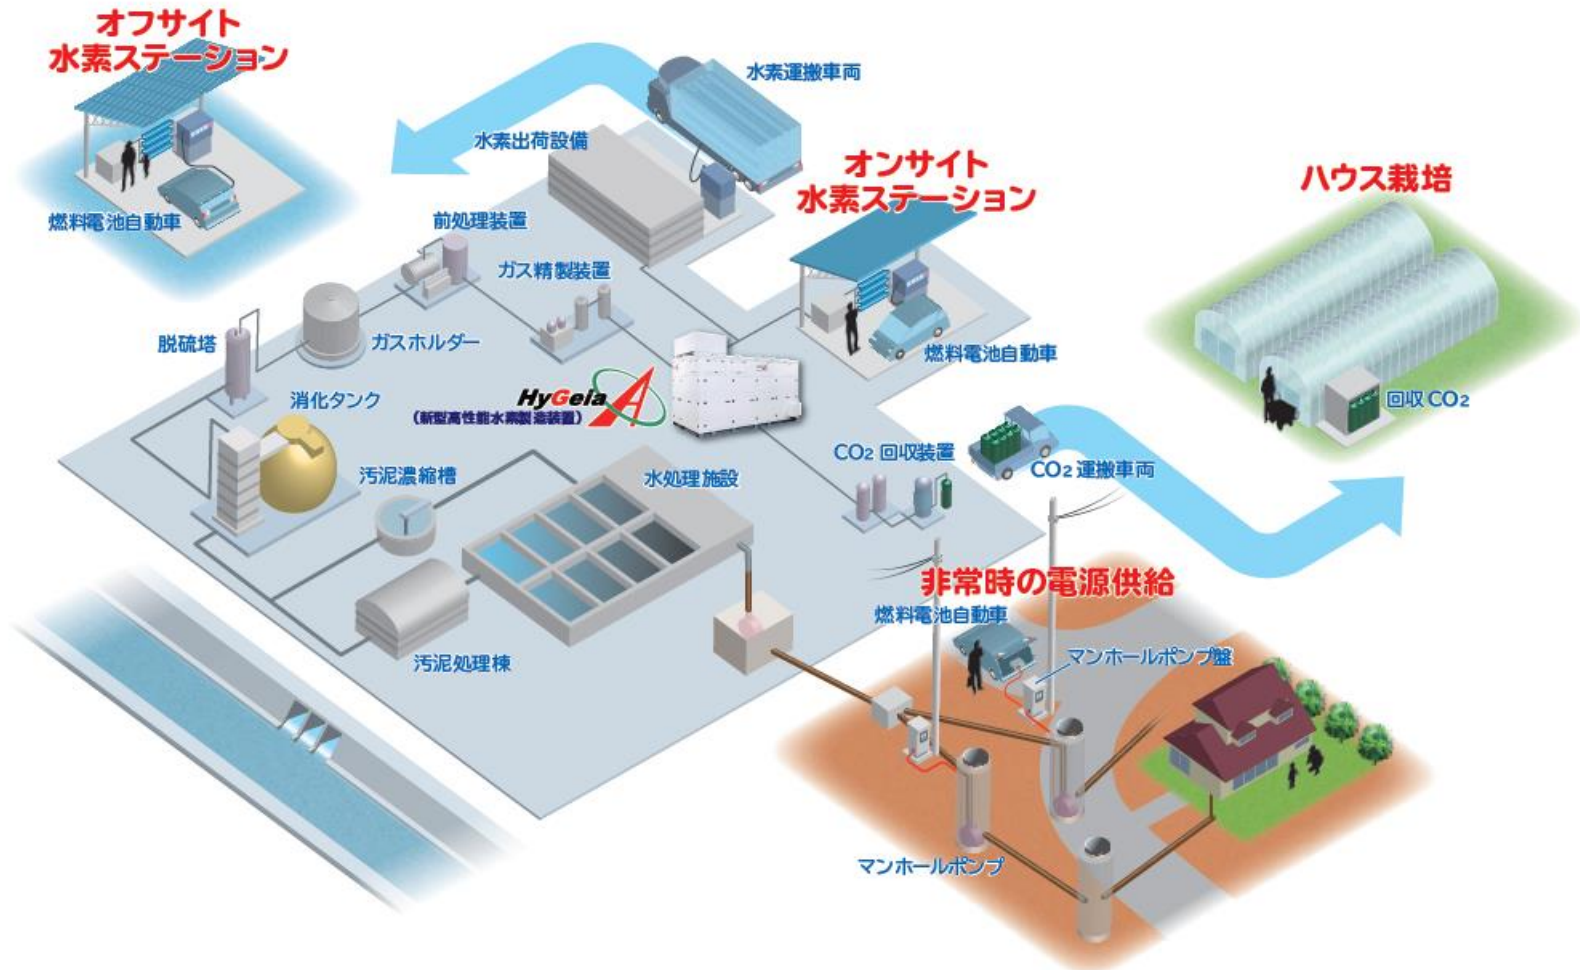 オフサイト
水素ステーション
燃料電池自動車
水素運搬車両
水素出荷設備
オンサイト
水素ステーション
燃料電池自動車
ハウス栽培
回収 CO2
前処理装置
ガス精製装置
脱硫塔
ガスホルダー
消化タンク
HyGeia A
(新型高性能水素製造装置)
汚泥濃縮槽
水処理施設
CO2 回収装置
CO2 運搬車両
汚泥処理棟
非常時の電源供給
燃料電池自動車
マンホールポンプ盤
マンホールポンプ